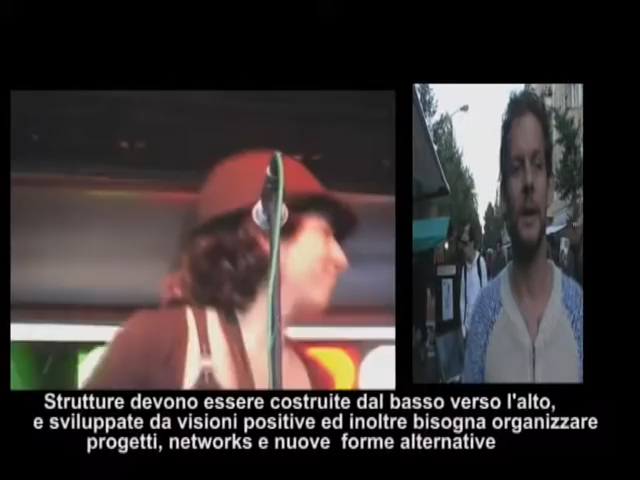 Strutture devono essere costruite dal basso verso l'alto,
e sviluppate da visioni positive ed inoltre bisogna organizzare
progetti, networks e nuove forme alternative